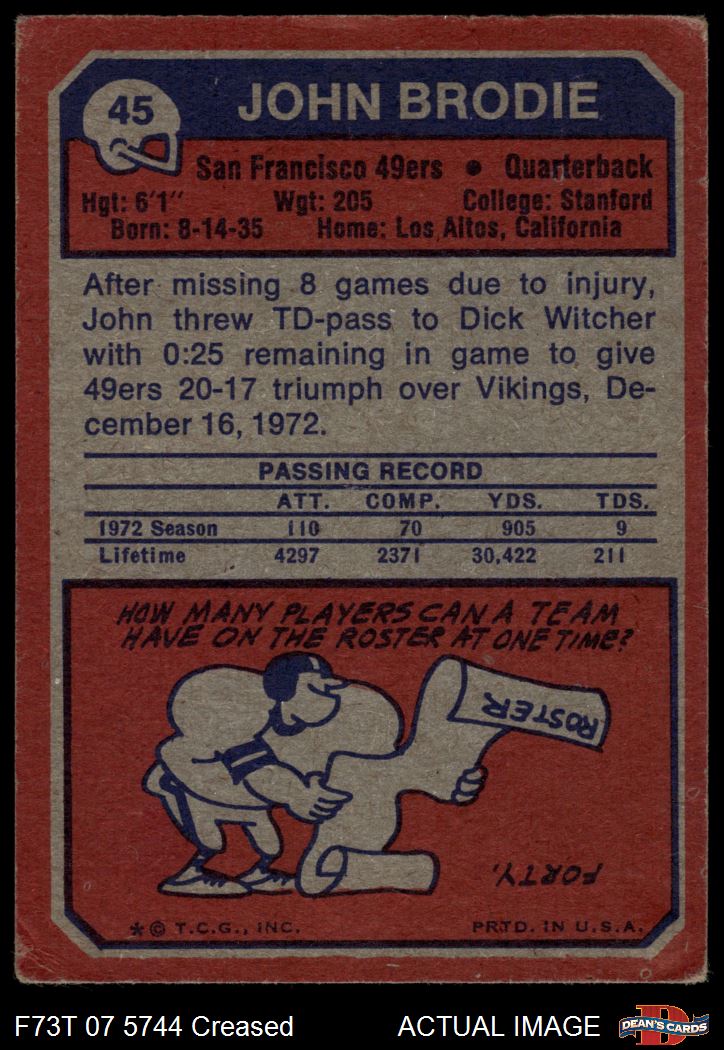 45
JOHN BRODIE
San Francisco 49ers • Quarterback
Hgt: 6'1" Wgt: 205 College: Stanford
Born: 8-14-35 Home: Los Altos, California
After missing 8 games due to injury,
John threw TD-pass to Dick Witcher
with 0:25 remaining in game to give
49ers 20-17 triumph over Vikings, De-
cember 16, 1972.
PASSING RECORD
ATT. COMP. YDS. TDS.
1972 Season 110 70 905 9
Lifetime 4297 2371 30,422 211
HOW MANY PLAYERS CAN A TEAM
HAVE ON THE ROSTER AT ONE TIME?
ROSTER
FORTY.
*© T.C.G., INC. PRTD. IN U.S.A.
F73T 07 5744 Creased ACTUAL IMAGE
D
DEAN'S CARDS